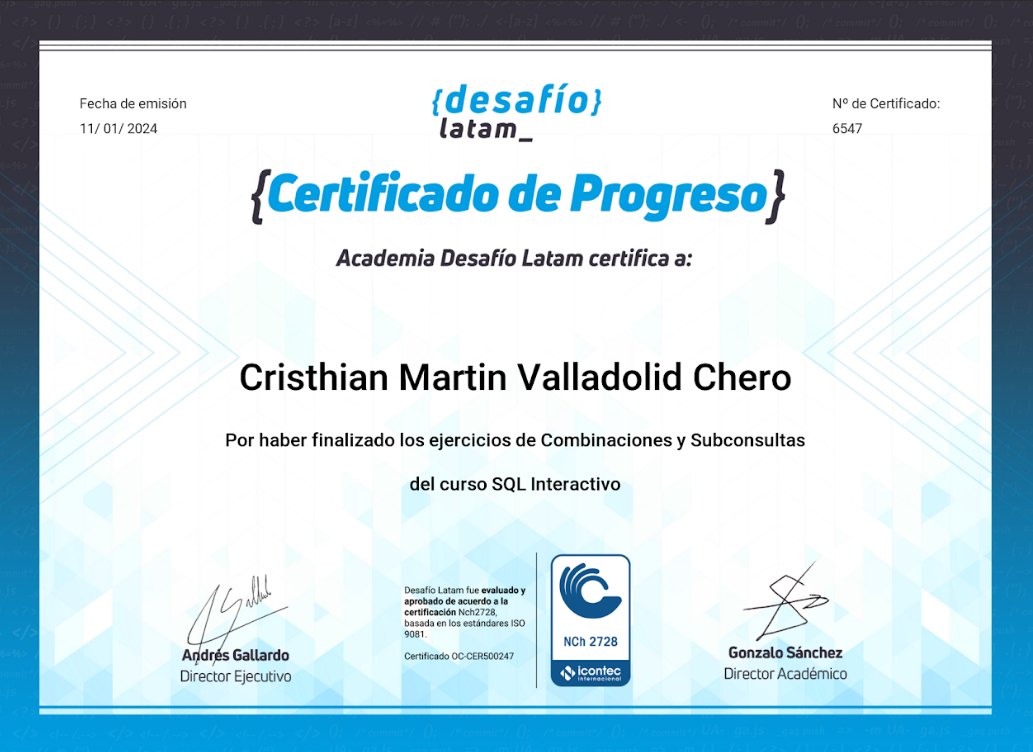 Fecha de emisión
11/ 01/ 2024
{desafío}
latam_
Nº de Certificado:
6547
{Certificado de Progreso}
Academia Desafío Latam certifica a:
Cristhian Martin Valladolid Chero
Por haber finalizado los ejercicios de Combinaciones y Subconsultas
del curso SQL Interactivo
Andrés Gallardo
Director Ejecutivo
Desafío Latam fue evaluado y
aprobado de acuerdo a la
certificación Nch2728,
basada en los estándares ISO
9081.
Certificado OC-CER500247
NCh 2728
icontec
internacional
Gonzalo Sánchez
Director Académico